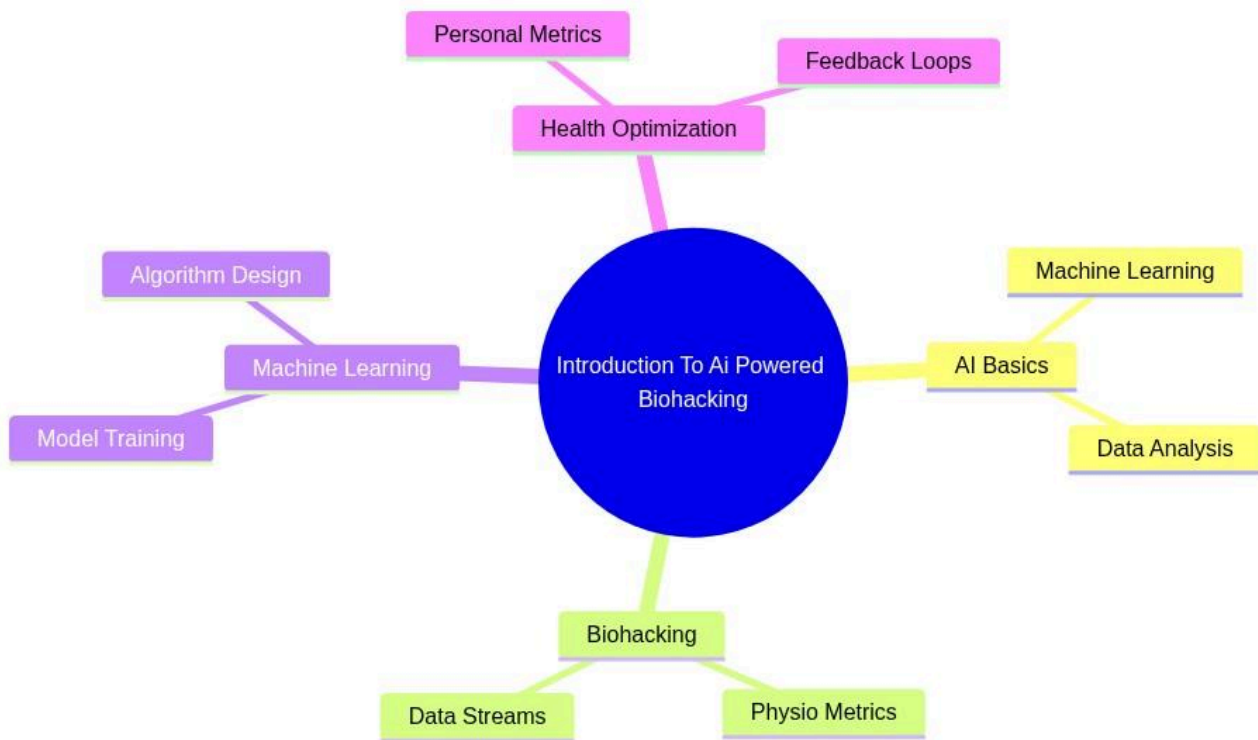 Personal Metrics
Feedback Loops
Health Optimization
Algorithm Design
Machine Learning
Model Training
Introduction To Ai Powered
Biohacking
Machine Learning
AI Basics
Data Analysis
Biohacking
Data Streams
Physio Metrics